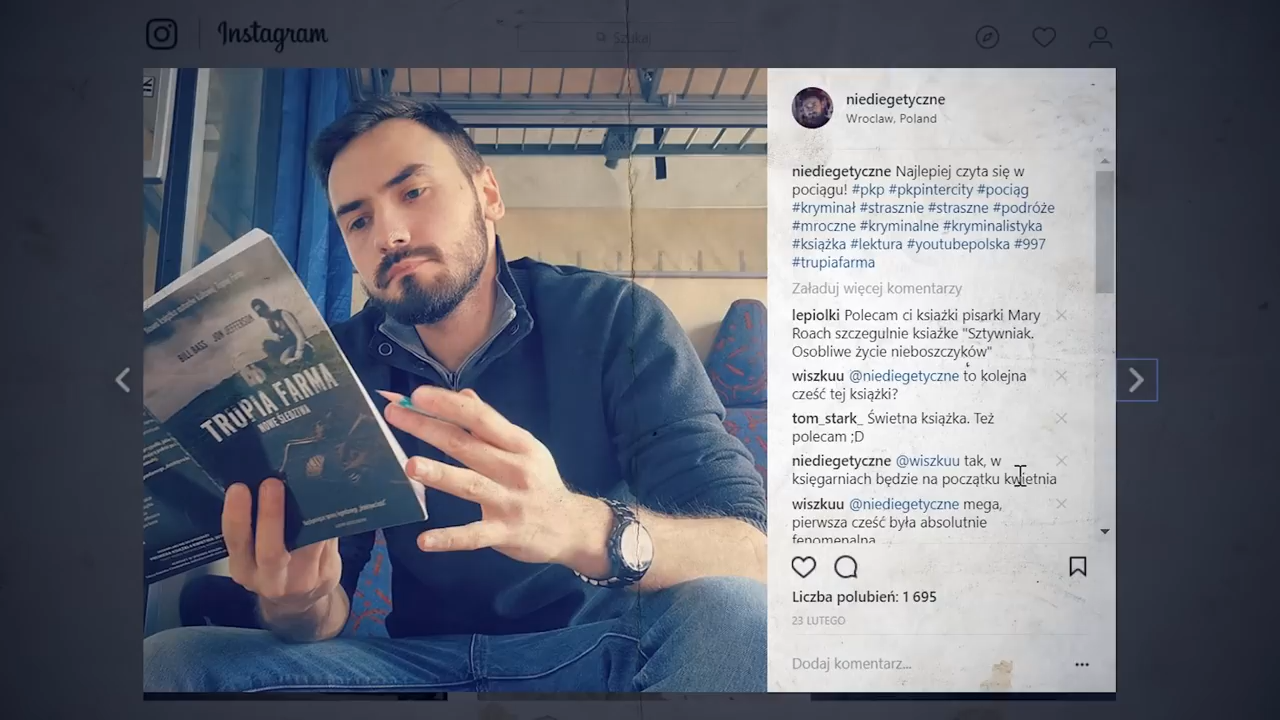 Instagram
Szukaj
niediegetyczne
Wroclaw, Poland
niediegetyczne Najlepiej czyta się w
pociągu! #pkp #pkpintercity #pociąg
#kryminał #strasznie #straszne #podróże
#mroczne #kryminalne #kryminalistyka
#książka #lektura #youtubepolska #997
#trupiafarma
Załaduj więcej komentarzy
lepiolki Polecam ci ksiażki pisarki Mary
Roach szczegulnie ksiażke "Sztywniak.
Osobliwe życie nieboszczyków"
wiszkuu @niediegetyczne to kolejna
cześć tej książki?
tom_stark_ Świetna książka. Też
polecam ;D
niediegetyczne @wiszkuu tak, w
księgarniach będzie na początku kwietnia
wiszkuu @niediegetyczne mega,
pierwsza cześć była absolutnie
fenomenalna
Liczba polubień: 1 695
23 LUTEGO
Dodaj komentarz...
BILL BASS JON JEFFERSON
TRUPIA FARMA
NOWE ŚLEDZTWA